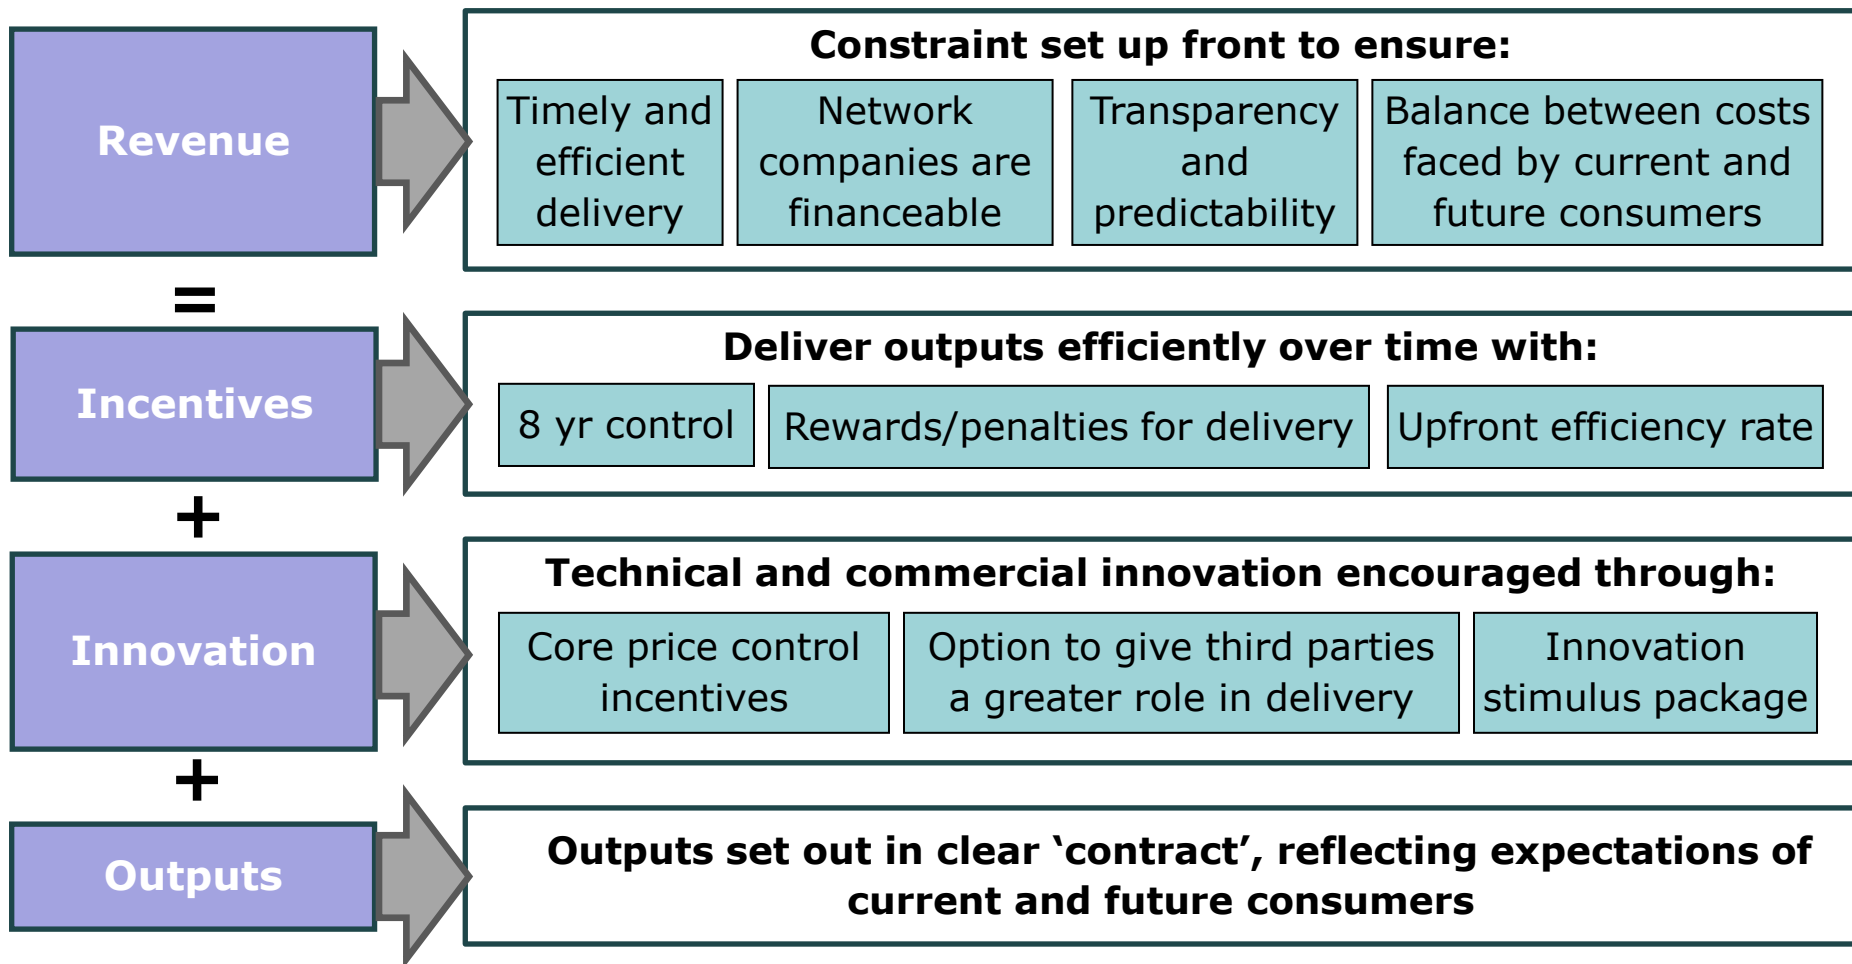 Revenue
Constraint set up front to ensure:
Timely and
efficient
delivery
Network
companies are
financeable
Transparency
and
predictability
Balance between costs
faced by current and
future consumers
=
Incentives
Deliver outputs efficiently over time with:
8 yr control
Rewards/penalties for delivery
Upfront efficiency rate
+
Innovation
Technical and commercial innovation encouraged through:
Core price control
incentives
Option to give third parties
a greater role in delivery
Innovation
stimulus package
+
Outputs
Outputs set out in clear ‘contract’, reflecting expectations of
current and future consumers